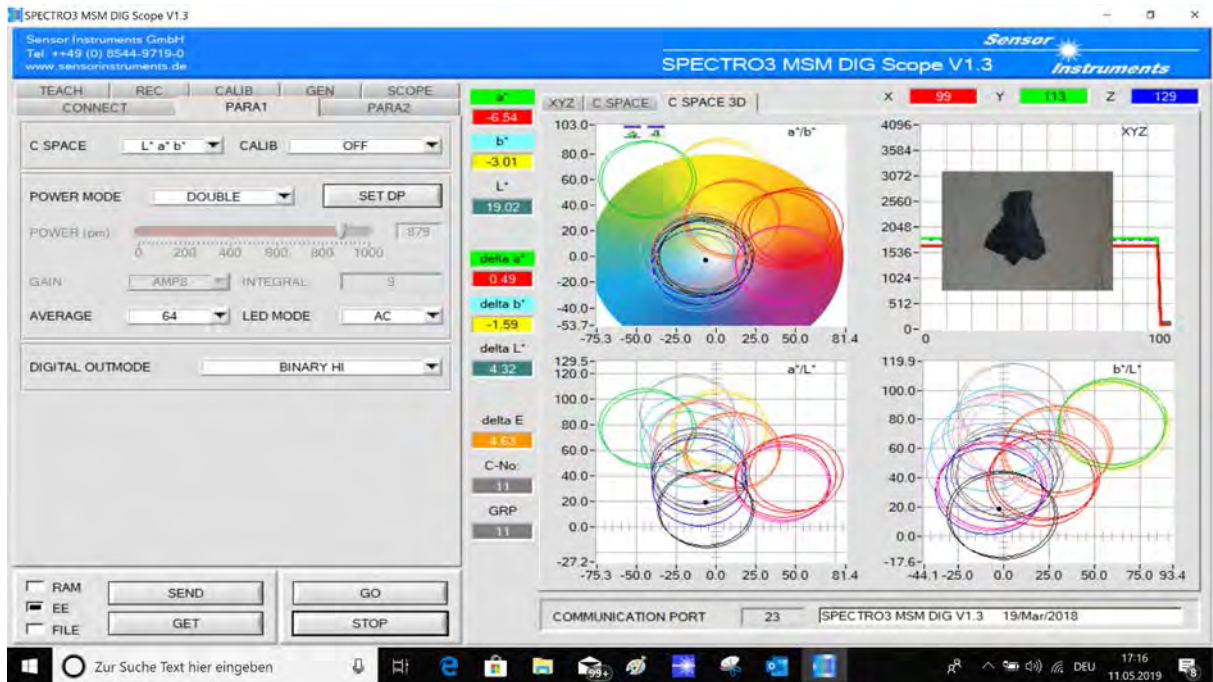 SPECTRO3 MSM DIG Scope V1.3
Sensor Instruments GmbH
Tel. ++49 (0) 8544-9719-0
www.sensorinstruments.de
SPECTRO3 MSM DIG Scope V1.3
Sensor Instruments
TEACH REC CALIB GEN SCOPE
CONNECT PARA1 PARA2
C SPACE L* a* b* CALIB OFF
POWER MODE DOUBLE SET DP
POWER (pm) 879
0 200 400 600 800 1000
GAIN AMP8 INTEGRAL 9
AVERAGE 64 LED MODE AC
DIGITAL OUTMODE BINARY HI
RAM
EE
FILE
SEND GO
GET STOP
a*
-6.54
b*
-3.01
L*
19.02
delta a*
0.49
delta b*
-1.59
delta L*
4.32
delta E
4.63
C-No:
11
GRP
11
XYZ C SPACE C SPACE 3D
X 99 Y 113 Z 129
a*/b*
103.0-
80.0-
60.0-
40.0-
20.0-
0.0-
-20.0-
-40.0-
-53.7-
-75.3 -50.0 -25.0 0.0 25.0 50.0 81.4
XYZ
4096-
3584-
3072-
2560-
2048-
1536-
1024-
512-
0-
0 100
a*/L*
129.5-
120.0-
100.0-
80.0-
60.0-
40.0-
20.0-
0.0-
-27.2-
-75.3 -50.0 -25.0 0.0 25.0 50.0 81.4
b*/L*
119.9-
100.0-
80.0-
60.0-
40.0-
20.0-
0.0-
-17.6-
-44.1 -25.0 0.0 25.0 50.0 75.0 93.4
COMMUNICATION PORT 23 SPECTRO3 MSM DIG V1.3 19/Mar/2018
Zur Suche Text hier eingeben
99+
DEU
17:16
11.05.2019
8